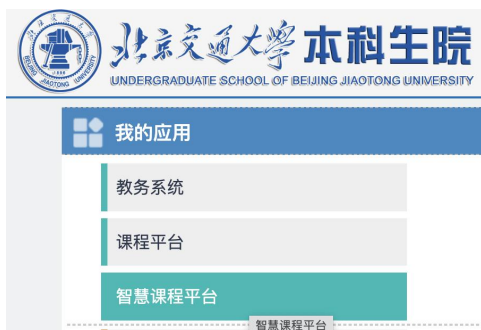 北京交通大学本科生院
UNDERGRADUATE SCHOOL OF BEIJING JIAOTONG UNIVERSITY
我的应用
教务系统
课程平台
智慧课程平台
智慧课程平台